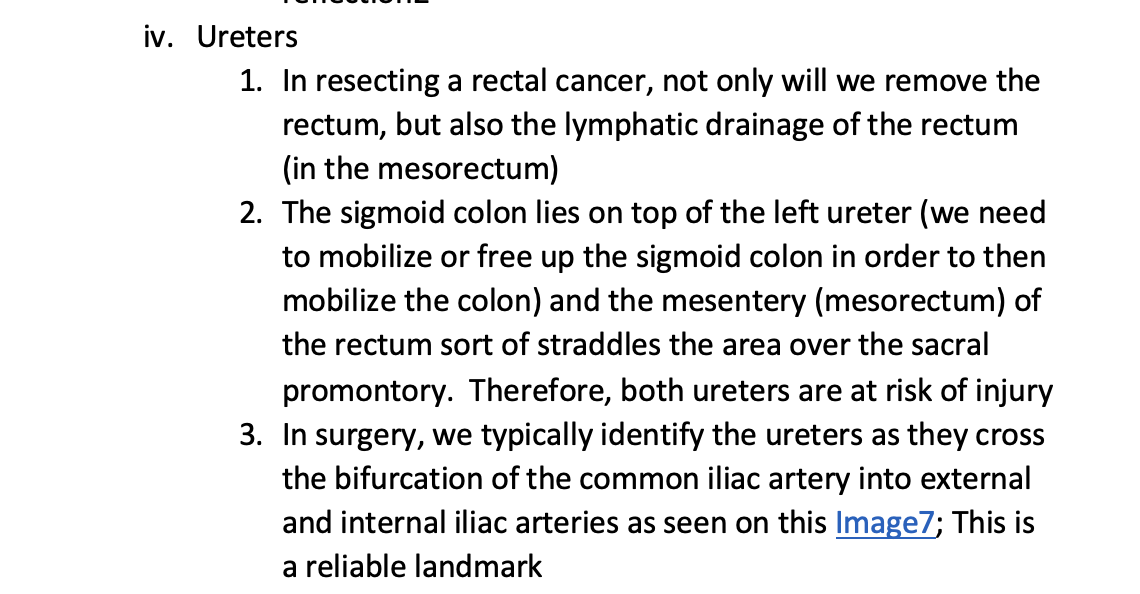 iv. Ureters
1. In resecting a rectal cancer, not only will we remove the
rectum, but also the lymphatic drainage of the rectum
(in the mesorectum)
2. The sigmoid colon lies on top of the left ureter (we need
to mobilize or free up the sigmoid colon in order to then
mobilize the colon) and the mesentery (mesorectum) of
the rectum sort of straddles the area over the sacral
promontory.  Therefore, both ureters are at risk of injury
3. In surgery, we typically identify the ureters as they cross
the bifurcation of the common iliac artery into external
and internal iliac arteries as seen on this Image7; This is
a reliable landmark